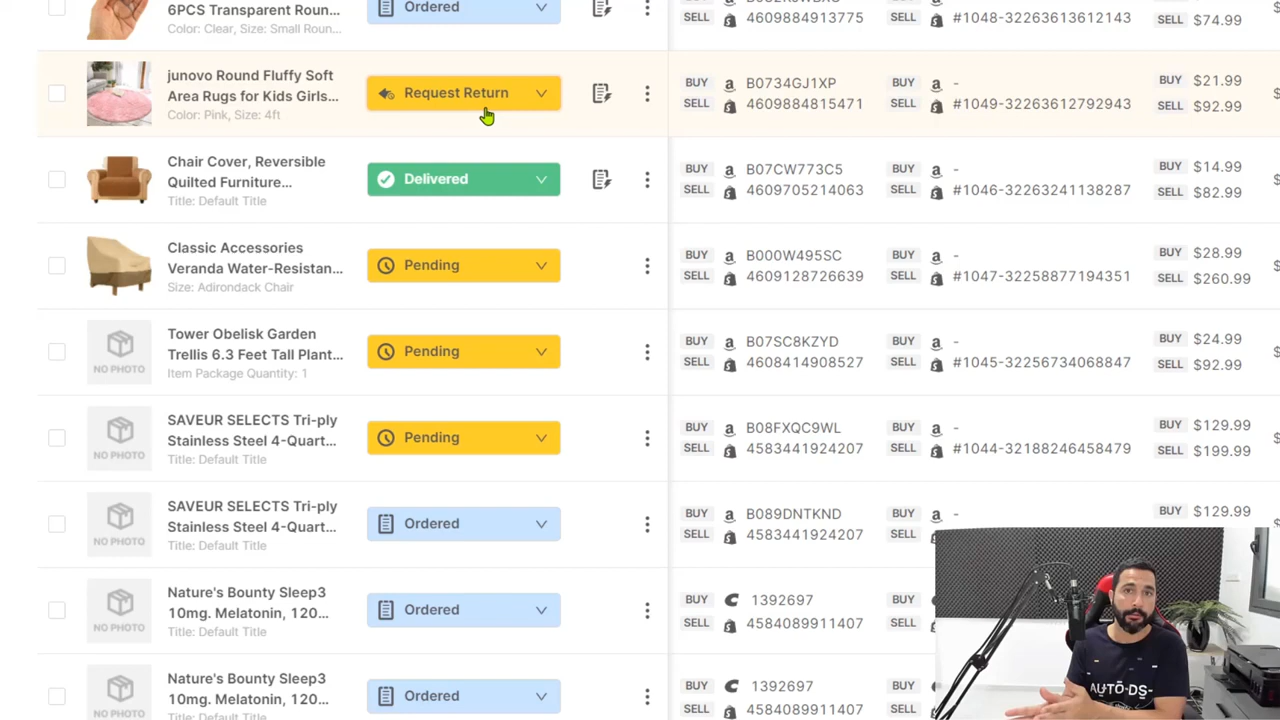 6PCS Transparent Roun...
Color: Clear, Size: Small Roun...
Ordered
SELL 4609884913775
SELL #1048-32263613612143
SELL $74.99
junovo Round Fluffy Soft
Area Rugs for Kids Girls...
Color: Pink, Size: 4ft
Request Return
BUY B0734GJ1XP
SELL 4609884815471
BUY -
SELL #1049-32263612792943
BUY $21.99
SELL $92.99
Chair Cover, Reversible
Quilted Furniture...
Title: Default Title
Delivered
BUY B07CW773C5
SELL 4609705214063
BUY -
SELL #1046-32263241138287
BUY $14.99
SELL $82.99
Classic Accessories
Veranda Water-Resistan...
Size: Adirondack Chair
Pending
BUY B000W495SC
SELL 4609128726639
BUY -
SELL #1047-32258877194351
BUY $28.99
SELL $260.99
NO PHOTO
Tower Obelisk Garden
Trellis 6.3 Feet Tall Plant...
Item Package Quantity: 1
Pending
BUY B07SC8KZYD
SELL 4608414908527
BUY -
SELL #1045-32256734068847
BUY $24.99
SELL $92.99
NO PHOTO
SAVEUR SELECTS Tri-ply
Stainless Steel 4-Quart...
Title: Default Title
Pending
BUY B08FXQC9WL
SELL 4583441924207
BUY -
SELL #1044-32188246458479
BUY $129.99
SELL $199.99
NO PHOTO
SAVEUR SELECTS Tri-ply
Stainless Steel 4-Quart...
Title: Default Title
Ordered
BUY B089DNTKND
SELL 4583441924207
BUY -
SELL
BUY $129.99
NO PHOTO
Nature's Bounty Sleep3
10mg. Melatonin, 120...
Title: Default Title
Ordered
BUY 1392697
SELL 4584089911407
BUY
SELL
NO PHOTO
Nature's Bounty Sleep3
10mg. Melatonin, 120...
Title: Default Title
Ordered
BUY 1392697
SELL 4584089911407
BUY
SELL
AUTO-DS-